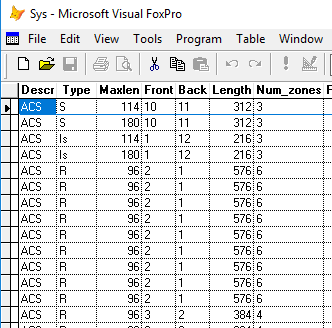 Sys - Microsoft Visual FoxPro
File Edit View Tools Program Table Window
Descr Type Maxlen Front Back Length Num_zones
ACS S 114 10 11 312 3
ACS S 180 10 11 312 3
ACS Is 114 1 12 216 3
ACS Is 180 1 12 216 3
ACS R 96 2 1 576 6
ACS R 96 2 1 576 6
ACS R 96 2 1 576 6
ACS R 96 2 1 576 6
ACS R 96 2 1 576 6
ACS R 96 2 1 576 6
ACS R 96 2 1 576 6
ACS R 96 2 1 576 6
ACS R 96 2 1 576 6
ACS R 96 3 2 384 4